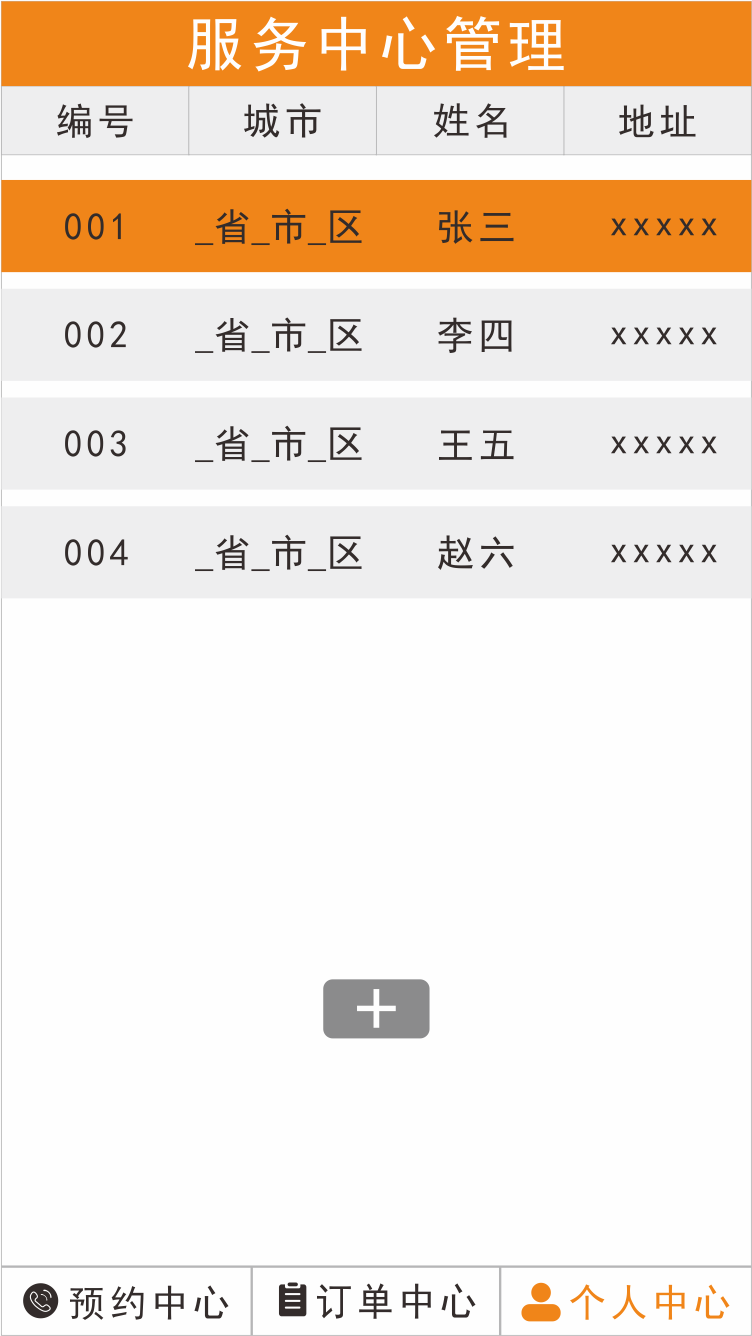 服务中心管理
编号 城市 姓名 地址
001 _省_市_区 张三 xxxxx
002 _省_市_区 李四 xxxxx
003 _省_市_区 王五 xxxxx
004 _省_市_区 赵六 xxxxx
+
预约中心 订单中心 个人中心